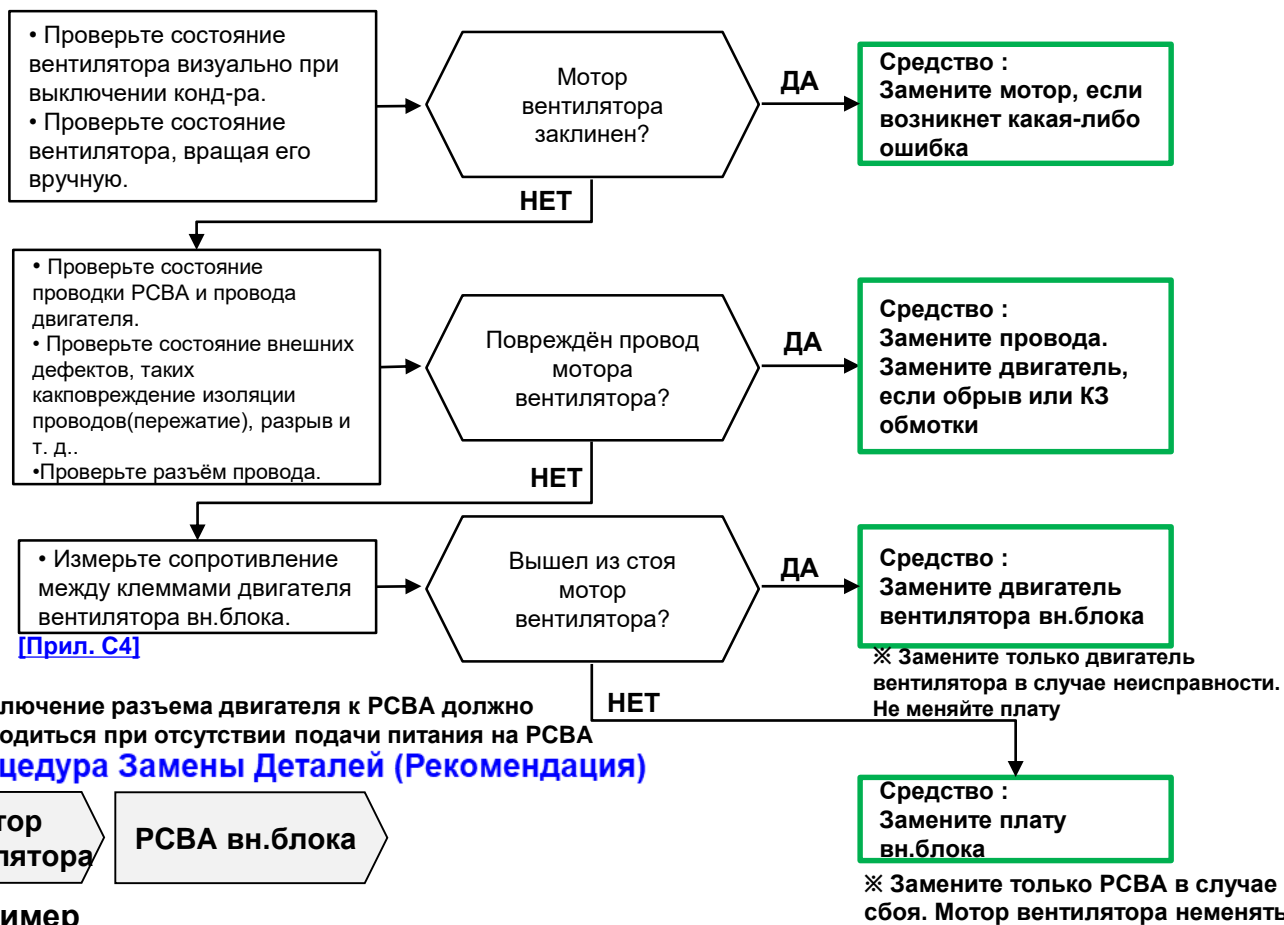 • Проверьте состояние
вентилятора визуально при
выключении конд-ра.
• Проверьте состояние
вентилятора, вращая его
вручную.
Мотор
вентилятора
заклинен?
ДА
Средство :
Замените мотор, если
возникнет какая-либо
ошибка
НЕТ
• Проверьте состояние
проводки PCBA и провода
двигателя.
• Проверьте состояние внешних
дефектов, таких
какповреждение изоляции
проводов(пережатие), разрыв и
т. д..
•Проверьте разъём провода.
Повреждён провод
мотора
вентилятора?
ДА
Средство :
Замените провода.
Замените двигатель,
если обрыв или КЗ
обмотки
НЕТ
• Измерьте сопротивление
между клеммами двигателя
вентилятора вн.блока.
[Прил. C4]
Вышел из стоя
мотор
вентилятора?
ДА
Средство :
Замените двигатель
вентилятора вн.блока
※ Замените только двигатель
вентилятора в случае неисправности.
Не меняйте плату
НЕТ
лючение разъема двигателя к PCBA должно
одиться при отсутствии подачи питания на PCBA
цедура Замены Деталей (Рекомендация)
тор
лятора
PCBA вн.блока
Средство :
Замените плату
вн.блока
※ Замените только PCBA в случае
сбоя. Мотор вентилятора неменять
имер